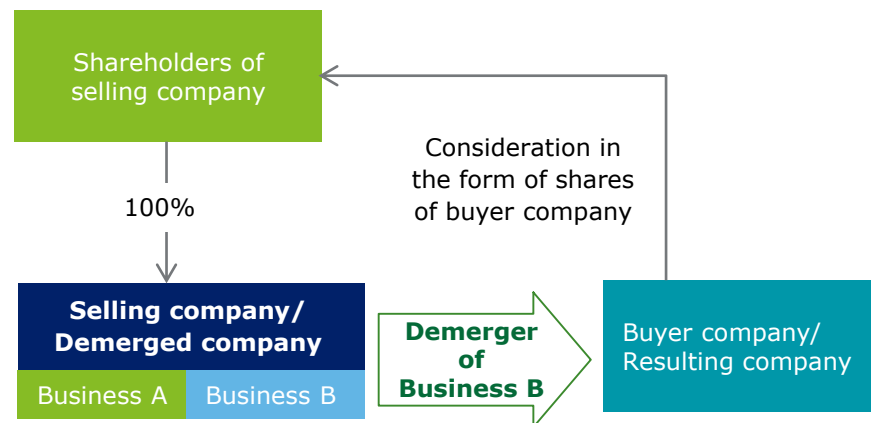 Shareholders of
selling company
Consideration in
the form of shares
of buyer company
100%
Selling company/
Demerged company
Business A
Business B
Demerger
of
Business B
Buyer company/
Resulting company